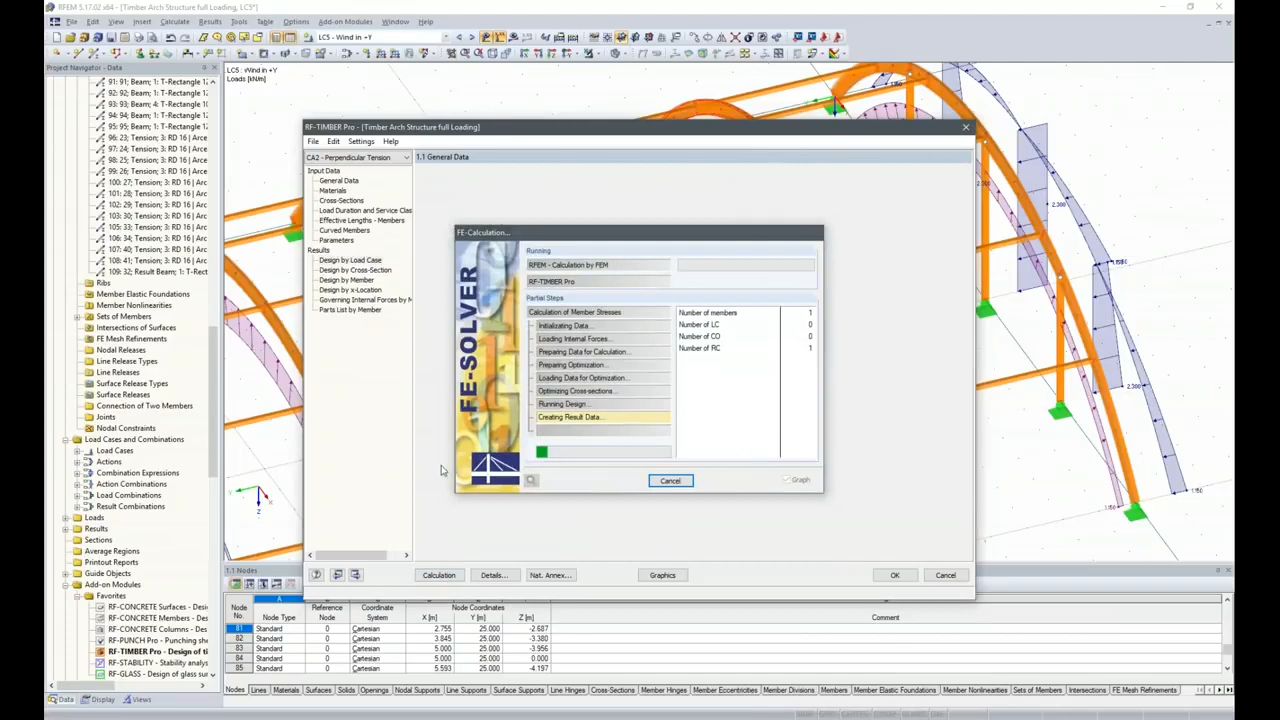 RFEM 5.17.02 x64 - [Timber Arch Structure full Loading, LC5*]
File Edit View Insert Calculate Results Tools Table Options Add-on Modules Window Help
LC5 - Wind in +Y
Project Navigator - Data
91: 91; Beam; 1: T-Rectangle 12
92: 92; Beam; 1: T-Rectangle 12
93: 93; Beam; 4: T-Rectangle 10
94: 94; Beam; 1: T-Rectangle 12
95: 95; Beam; 1: T-Rectangle 12
96: 23; Tension; 3: RD 16 | Arce
97: 24; Tension; 3: RD 16 | Arc
98: 25; Tension; 3: RD 16 | Arc
99: 26; Tension; 3: RD 16 | Arce
100: 27; Tension; 3: RD 16 | Arc
101: 28; Tension; 3: RD 16 | Arc
102: 29; Tension; 3: RD 16 | Arc
103: 30; Tension; 3: RD 16 | Arc
105: 33; Tension; 3: RD 16 | Arc
106: 34; Tension; 3: RD 16 | Arc
107: 40; Tension; 3: RD 16 | Arc
108: 41; Tension; 3: RD 16 | Arc
109: 32; Result Beam; 1: T-Rect
Ribs
Member Elastic Foundations
Member Nonlinearities
Sets of Members
Intersections of Surfaces
FE Mesh Refinements
Nodal Releases
Line Release Types
Line Releases
Surface Release Types
Surface Releases
Connection of Two Members
Joints
Nodal Constraints
Load Cases and Combinations
Load Cases
Actions
Combination Expressions
Action Combinations
Load Combinations
Result Combinations
Loads
Results
Sections
Average Regions
Printout Reports
Guide Objects
Add-on Modules
Favorites
RF-CONCRETE Surfaces - Desi
RF-CONCRETE Members - De
RF-CONCRETE Columns - Des
RF-PUNCH Pro - Punching she
RF-TIMBER Pro - Design of ti
RF-STABILITY - Stability analys
RF-GLASS - Design of glass sur
Data Display Views
LC5 : Wind in +Y
Loads [kN/m]
RF-TIMBER Pro - [Timber Arch Structure full Loading]
File Edit Settings Help
CA2 - Perpendicular Tension
1.1 General Data
Input Data
General Data
Materials
Cross-Sections
Load Duration and Service Clas
Effective Lengths - Members
Curved Members
Parameters
Results
Design by Load Case
Design by Cross-Section
Design by Member
Design by x-Location
Governing Internal Forces by M
Parts List by Member
FE-Calculation...
FE-SOLVER
Running
RFEM - Calculation by FEM
RF-TIMBER Pro
Partial Steps
Calculation of Member Stresses
Initializating Data...
Loading Internal Forces...
Preparing Data for Calculation...
Preparing Optimization...
Loading Data for Optimization...
Optimizing Cross-sections...
Running Design...
Creating Result Data...
Number of members 1
Number of LC 0
Number of CO 0
Number of RC 1
Cancel
Graph
Calculation Details... Nat. Annex... Graphics OK Cancel
2.300
2.300
1.150
1.150
Z
1.1 Nodes
A
Node No. Node Type Reference Node Coordinate System Node Coordinates X [m] Y [m] Z [m] Comment
81 Standard 0 Cartesian 2.755 25.000 -2.687
82 Standard 0 Cartesian 3.845 25.000 -3.380
83 Standard 0 Cartesian 5.000 25.000 -3.956
84 Standard 0 Cartesian 5.000 25.000 0.000
85 Standard 0 Cartesian 5.593 25.000 -4.197
Nodes Lines Materials Surfaces Solids Openings Nodal Supports Line Supports Surface Supports Line Hinges Cross-Sections Member Hinges Member Eccentricities Member Divisions Members Member Elastic Foundations Member Nonlinearities Sets of Members Intersections FE Mesh Refinements